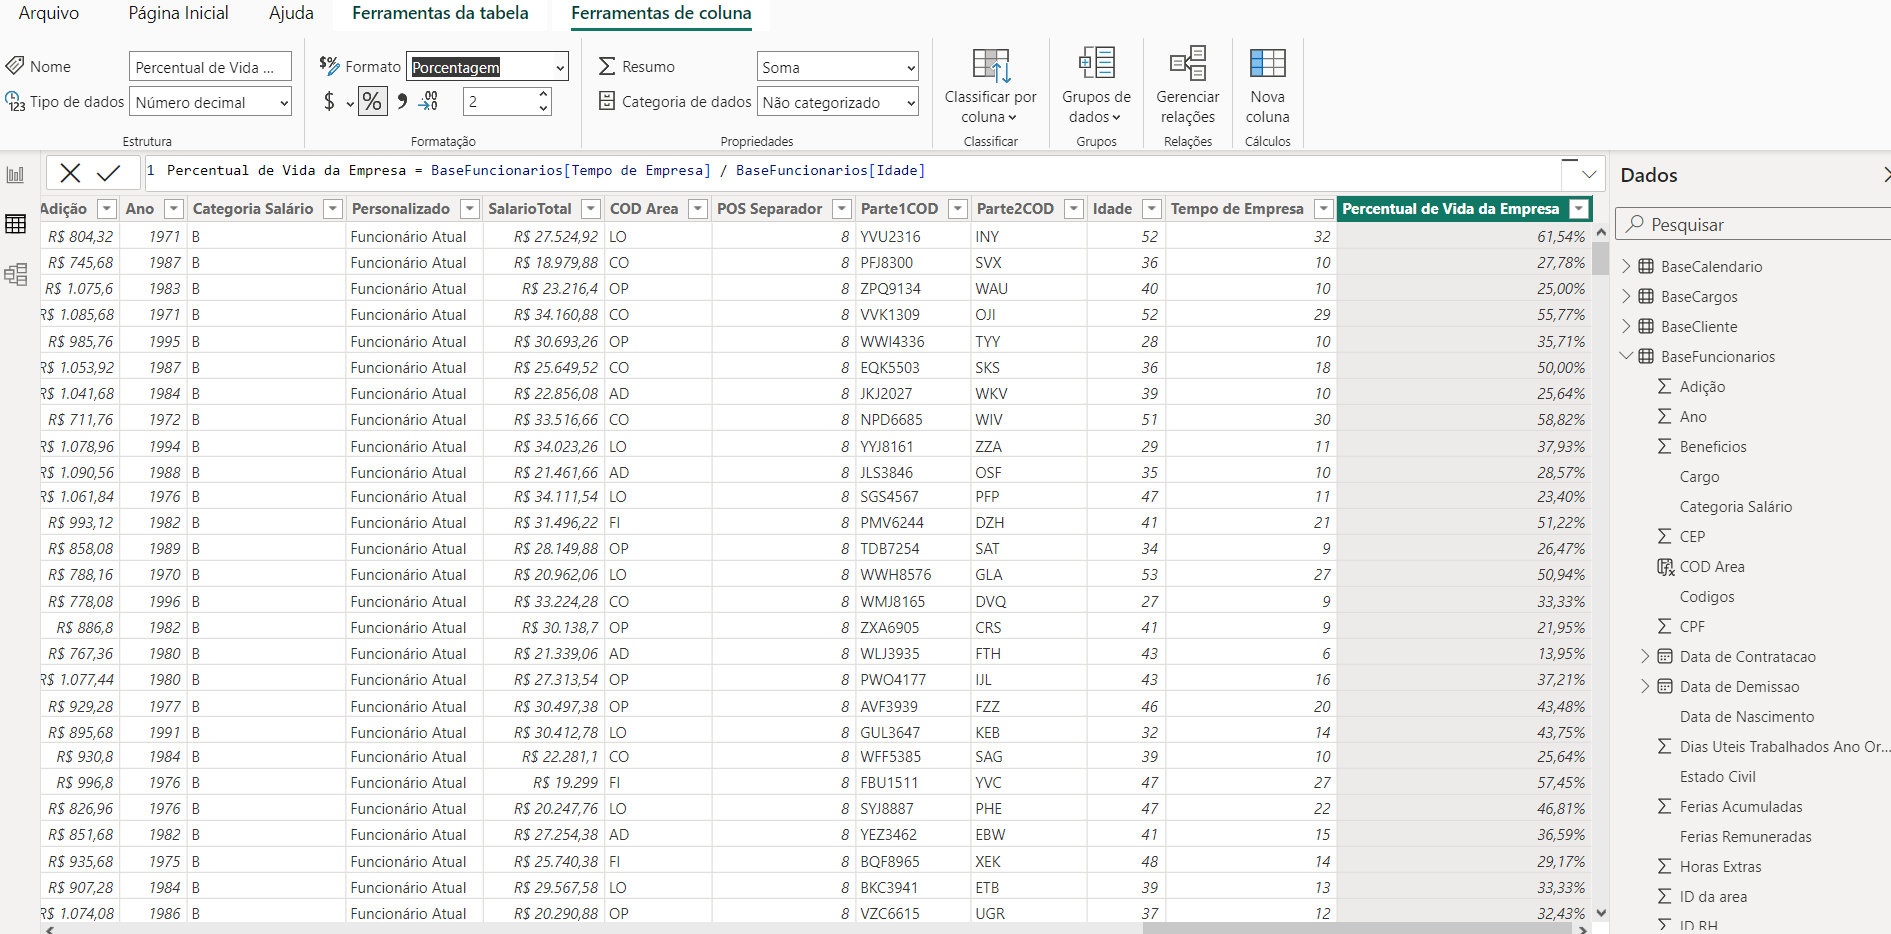 Arquivo Página Inicial Ajuda Ferramentas da tabela Ferramentas de coluna
Nome Percentual de Vida ...
Tipo de dados Número decimal
Estrutura
Formato Porcentagem
$ % 9 .00 2
Formatação
Resumo Soma
Categoria de dados Não categorizado
Propriedades
Classificar por
coluna
Classificar
Grupos de
dados
Grupos
Gerenciar
relações
Relações
Nova
coluna
Cálculos
1 Percentual de Vida da Empresa = BaseFuncionarios[Tempo de Empresa] / BaseFuncionarios[Idade]
Adição Ano Categoria Salário Personalizado SalarioTotal COD Area POS Separador Parte1COD Parte2COD Idade Tempo de Empresa Percentual de Vida da Empresa
R$ 804,32 1971 B Funcionário Atual R$ 27.524,92 LO 8 YVU2316 INY 52 32 61,54%
R$ 745,68 1987 B Funcionário Atual R$ 18.979,88 CO 8 PFJ8300 SVX 36 10 27,78%
R$ 1.075,6 1983 B Funcionário Atual R$ 23.216,4 OP 8 ZPQ9134 WAU 40 10 25,00%
R$ 1.085,68 1971 B Funcionário Atual R$ 34.160,88 CO 8 VVK1309 OJI 52 29 55,77%
R$ 985,76 1995 B Funcionário Atual R$ 30.693,26 OP 8 WWI4336 TYY 28 10 35,71%
R$ 1.053,92 1987 B Funcionário Atual R$ 25.649,52 CO 8 EQK5503 SKS 36 18 50,00%
R$ 1.041,68 1984 B Funcionário Atual R$ 22.856,08 AD 8 JKJ2027 WKV 39 10 25,64%
R$ 711,76 1972 B Funcionário Atual R$ 33.516,66 CO 8 NPD6685 WIV 51 30 58,82%
R$ 1.078,96 1994 B Funcionário Atual R$ 34.023,26 LO 8 YYJ8161 ZZA 29 11 37,93%
R$ 1.090,56 1988 B Funcionário Atual R$ 21.461,66 AD 8 JLS3846 OSF 35 10 28,57%
R$ 1.061,84 1976 B Funcionário Atual R$ 34.111,54 LO 8 SGS4567 PFP 47 11 23,40%
R$ 993,12 1982 B Funcionário Atual R$ 31.496,22 FI 8 PMV6244 DZH 41 21 51,22%
R$ 858,08 1989 B Funcionário Atual R$ 28.149,88 OP 8 TDB7254 SAT 34 9 26,47%
R$ 788,16 1970 B Funcionário Atual R$ 20.962,06 LO 8 WWH8576 GLA 53 27 50,94%
R$ 778,08 1996 B Funcionário Atual R$ 33.224,28 CO 8 WMJ8165 DVQ 27 9 33,33%
R$ 886,8 1982 B Funcionário Atual R$ 30.138,7 OP 8 ZXA6905 CRS 41 9 21,95%
R$ 767,36 1980 B Funcionário Atual R$ 21.339,06 AD 8 WLJ3935 FTH 43 6 13,95%
R$ 1.077,44 1980 B Funcionário Atual R$ 27.313,54 OP 8 PWO4177 IJL 43 16 37,21%
R$ 929,28 1977 B Funcionário Atual R$ 30.497,38 OP 8 AVF3939 FZZ 46 20 43,48%
R$ 895,68 1991 B Funcionário Atual R$ 30.412,78 LO 8 GUL3647 KEB 32 14 43,75%
R$ 930,8 1984 B Funcionário Atual R$ 22.281,1 CO 8 WFF5385 SAG 39 10 25,64%
R$ 996,8 1976 B Funcionário Atual R$ 19.299 FI 8 FBU1511 YVC 47 27 57,45%
R$ 826,96 1976 B Funcionário Atual R$ 20.247,76 LO 8 SYJ8887 PHE 47 22 46,81%
R$ 851,68 1982 B Funcionário Atual R$ 27.254,38 AD 8 YEZ3462 EBW 41 15 36,59%
R$ 935,68 1975 B Funcionário Atual R$ 25.740,38 FI 8 BQF8965 XEK 48 14 29,17%
R$ 907,28 1984 B Funcionário Atual R$ 29.567,58 LO 8 BKC3941 ETB 39 13 33,33%
R$ 1.074,08 1986 B Funcionário Atual R$ 20.290,88 OP 8 VZC6615 UGR 37 12 32,43%
Dados
Pesquisar
BaseCalendario
BaseCargos
BaseCliente
BaseFuncionarios
Adição
Ano
Beneficios
Cargo
Categoria Salário
CEP
COD Area
Codigos
CPF
Data de Contratacao
Data de Demissao
Data de Nascimento
Dias Uteis Trabalhados Ano Or...
Estado Civil
Ferias Acumuladas
Ferias Remuneradas
Horas Extras
ID da area
ID RH